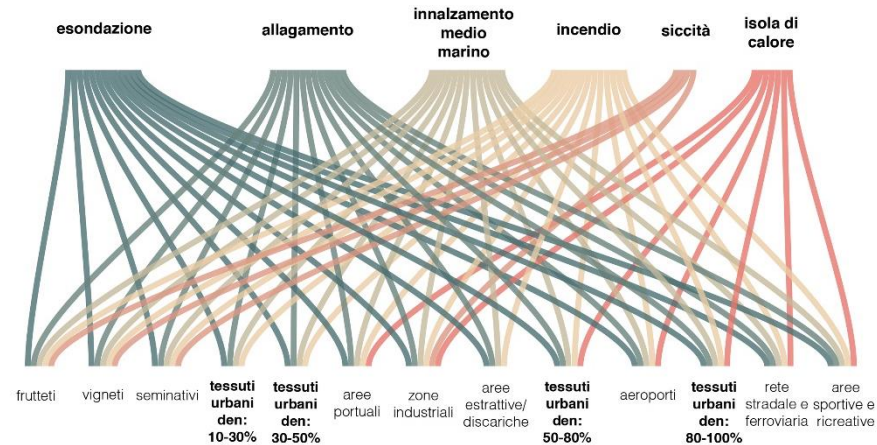 esondazione
allagamento
innalzamento
medio
marino
incendio
siccità
isola di
calore
frutteti
vigneti
seminativi
tessuti
urbani
den:
10-30%
tessuti
urbani
den:
30-50%
aree
portuali
zone
industriali
aree
estrattive/
discariche
tessuti
urbani
den:
50-80%
aeroporti
tessuti
urbani
den:
80-100%
rete
stradale e
ferroviaria
aree
sportive e
ricreative